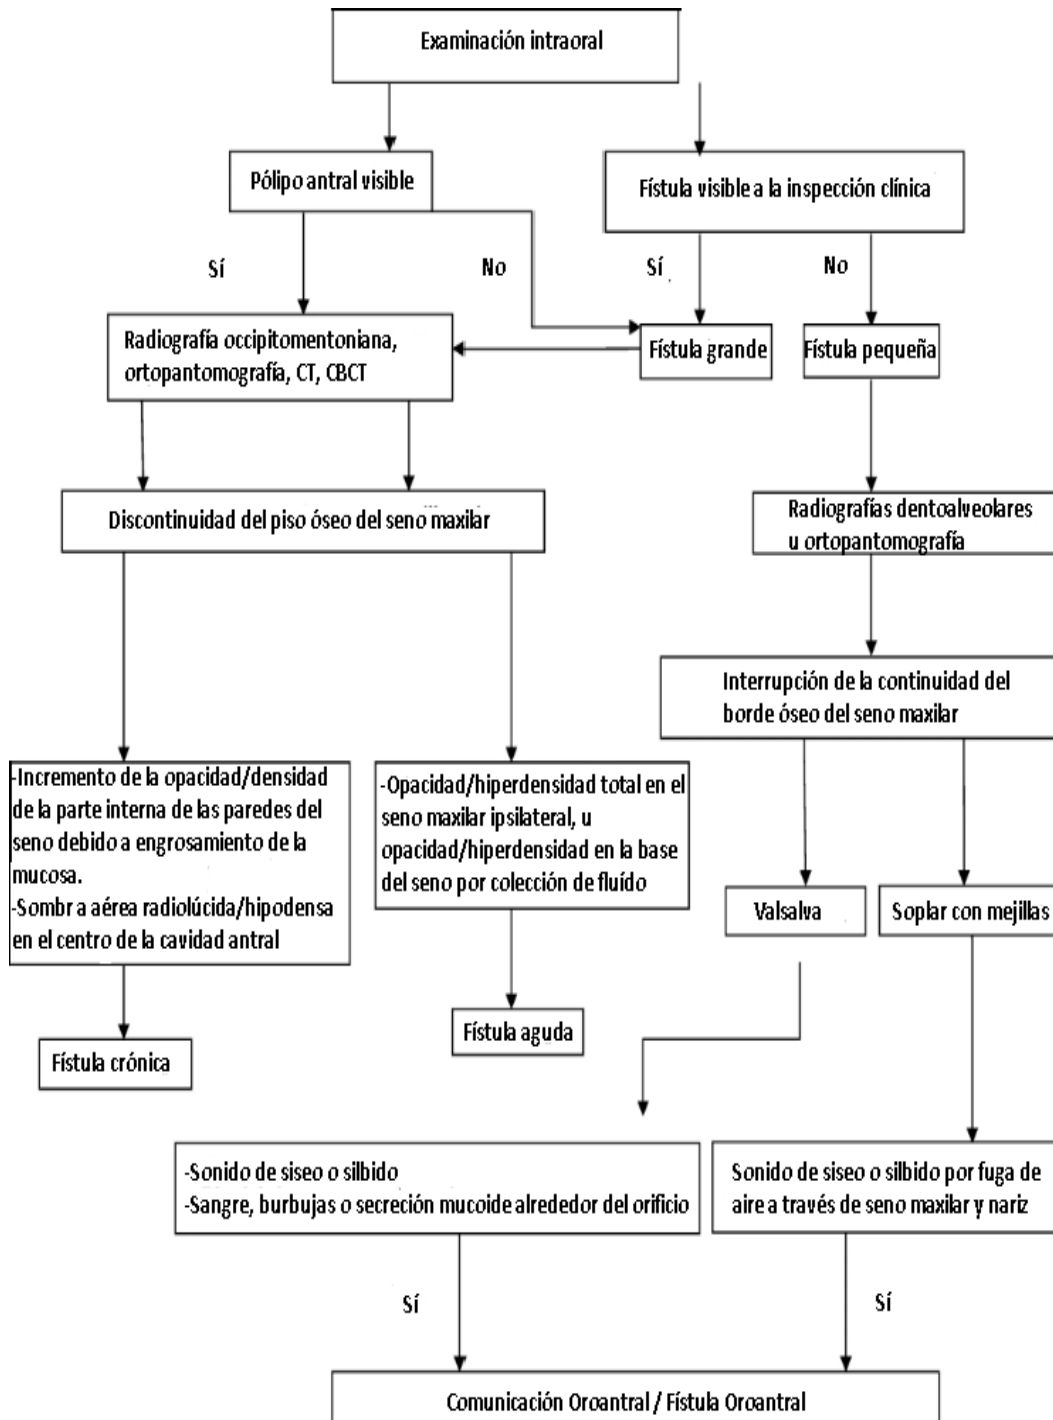 Examinación intraoral
Pólipo antral visible
Fístula visible a la inspección clínica
Sí
No
Sí
No
Radiografía occipitomentoniana,
ortopantomografía, CT, CBCT
Fístula grande
Fístula pequeña
Discontinuidad del piso óseo del seno maxilar
Radiografías dentoalveolares
u ortopantomografía
Interrupción de la continuidad del
borde óseo del seno maxilar
-Incremento de la opacidad/densidad
de la parte interna de las paredes del
seno debido a engrosamiento de la
mucosa.
-Sombra aérea radiolúcida/hipodensa
en el centro de la cavidad antral
-Opacidad/hiperdensidad total en el
seno maxilar ipsilateral, u
opacidad/hiperdensidad en la base
del seno por colección de fluído
Valsalva
Soplar con mejillas
Fístula crónica
Fístula aguda
-Sonido de siseo o silbido
-Sangre, burbujas o secreción mucoide alrededor del orificio
Sonido de siseo o silbido por fuga de
aire a través de seno maxilar y nariz
Sí
Sí
Comunicación Oroantral / Fístula Oroantral